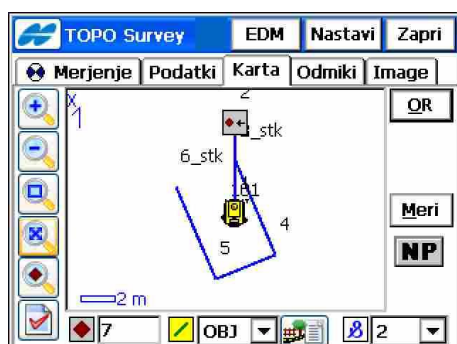 TOPO Survey EDM Nastavi Zapri
Merjenje Podatki Karta Odmiki Image
X
2
OR
6_stk
_stk
4
5
Meri
NP
2 m
7 OBJ 2